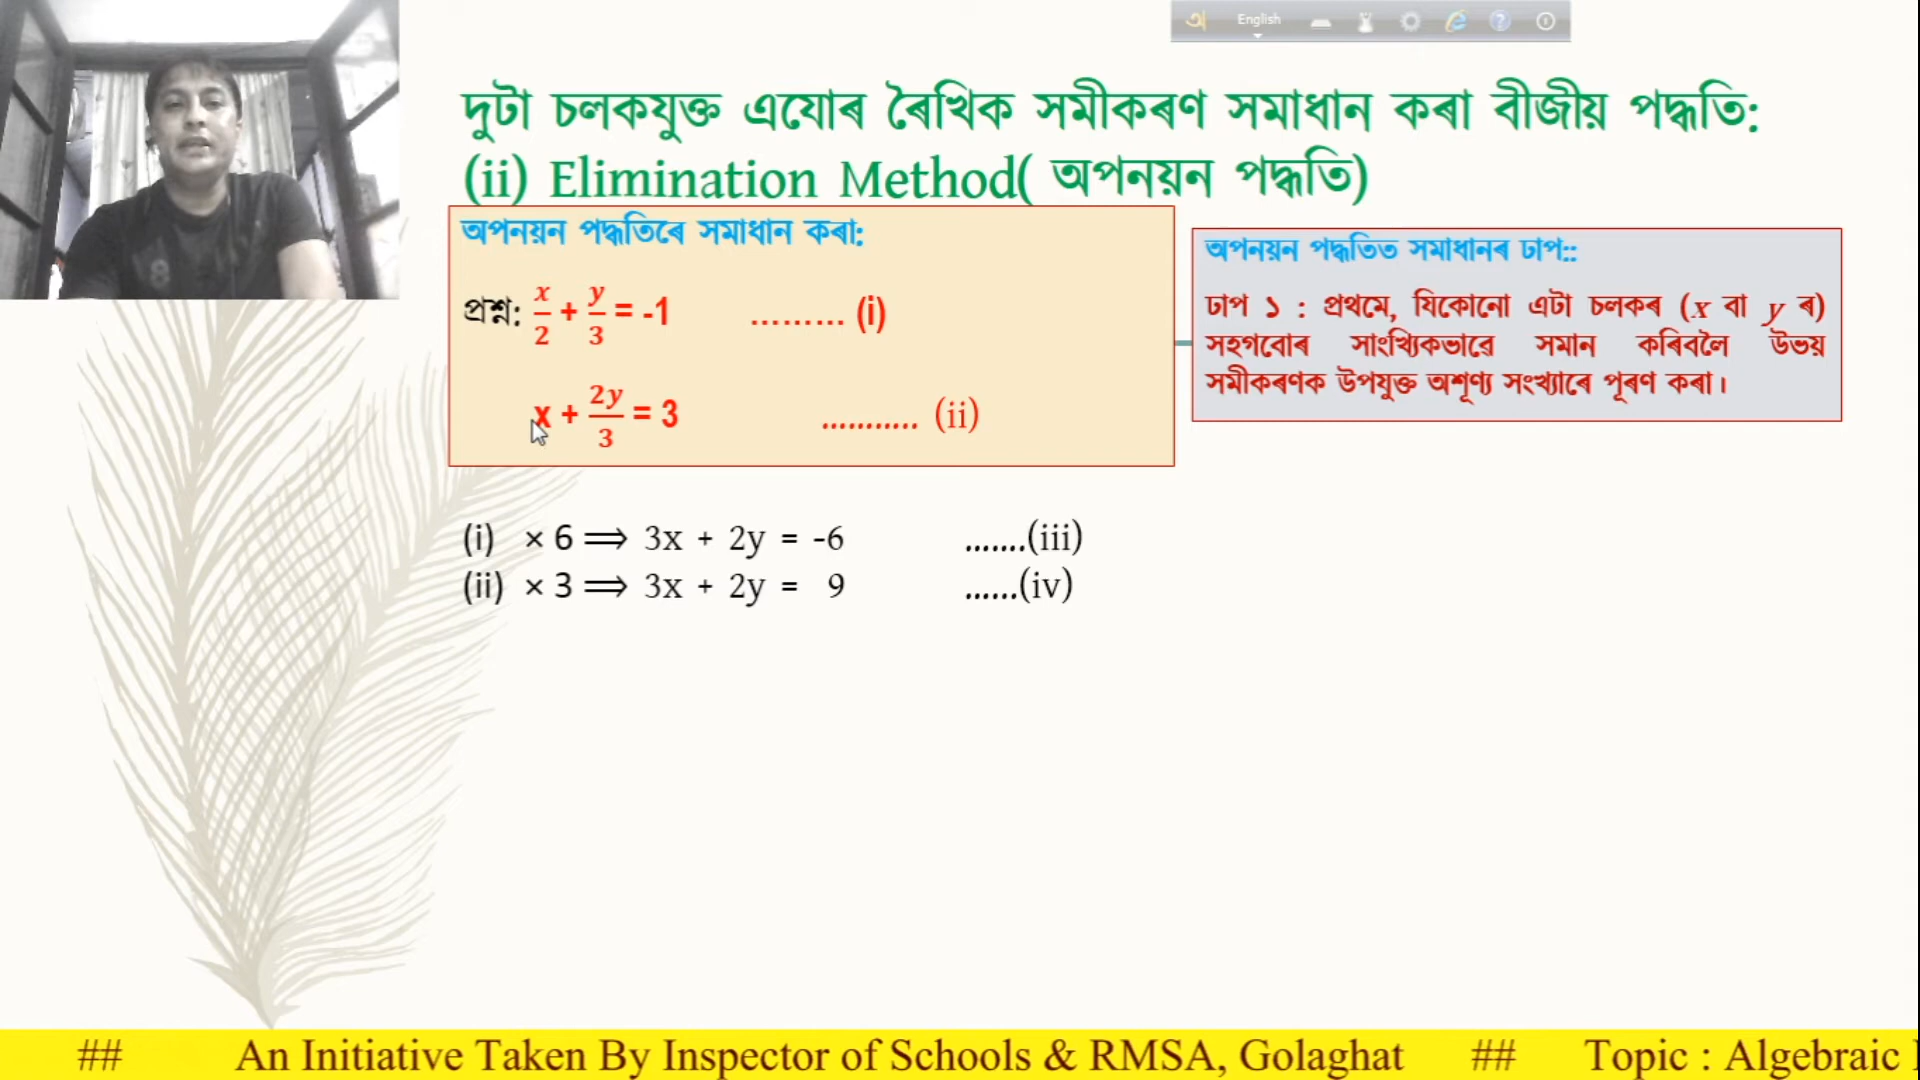 অ English
দুটা চলকযুক্ত এযোৰ ৰৈখিক সমীকৰণ সমাধান কৰা বীজীয় পদ্ধতি:
(ii) Elimination Method( অপনয়ন পদ্ধতি)
অপনয়ন পদ্ধতিৰে সমাধান কৰা:
প্ৰশ্ন: x/2 + y/3 = -1 ......... (i)
x + 2y/3 = 3 ........... (ii)
অপনয়ন পদ্ধতিত সমাধানৰ ঢাপ::
ঢাপ ১ : প্ৰথমে, যিকোনো এটা চলকৰ (x বা y ৰ)
সহগবোৰ সাংখ্যিকভাৱে সমান কৰিবলৈ উভয়
সমীকৰণক উপযুক্ত অশূণ্য সংখ্যাৰে পূৰণ কৰা।
(i) × 6 ⟹ 3x + 2y = -6 .......(iii)
(ii) × 3 ⟹ 3x + 2y = 9 ......(iv)
## An Initiative Taken By Inspector of Schools & RMSA, Golaghat ## Topic : Algebraic